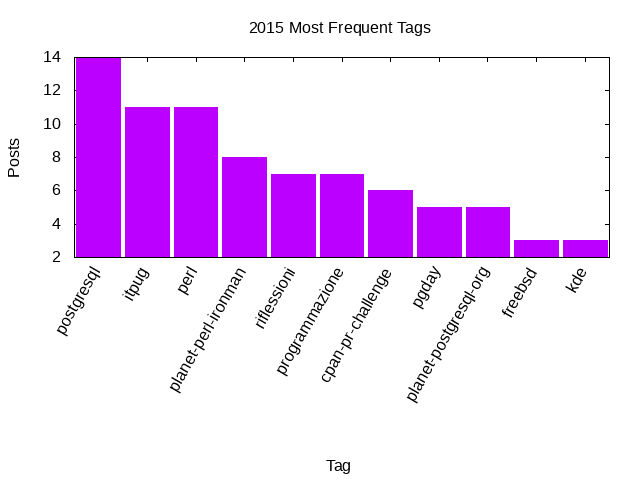 2015 Most Frequent Tags
Posts
14
12
10
8
6
4
2
postgresql
itpug
perl
planet-perl-ironman
riflessioni
programmazione
cpan-pr-challenge
pgday
planet-postgresql-org
freebsd
kde
Tag